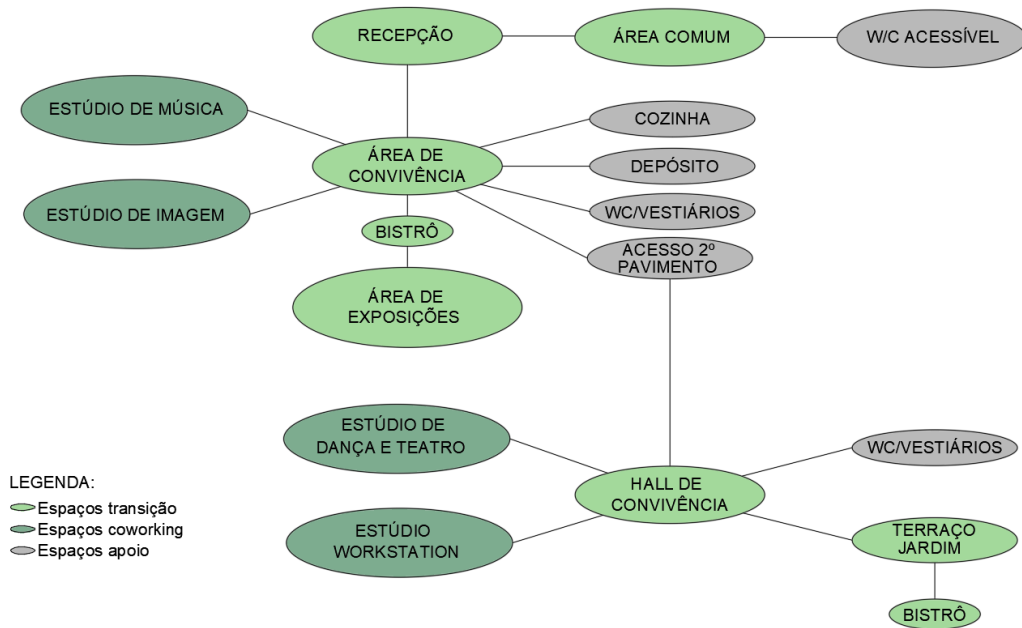 RECEPÇÃO
ÁREA COMUM
W/C ACESSÍVEL
ESTÚDIO DE MÚSICA
COZINHA
ÁREA DE
CONVIVÊNCIA
DEPÓSITO
ESTÚDIO DE IMAGEM
WC/VESTIÁRIOS
BISTRÔ
ACESSO 2º
PAVIMENTO
ÁREA DE
EXPOSIÇÕES
ESTÚDIO DE
DANÇA E TEATRO
WC/VESTIÁRIOS
HALL DE
CONVIVÊNCIA
ESTÚDIO
WORKSTATION
TERRAÇO
JARDIM
BISTRÔ
LEGENDA:
Espaços transição
Espaços coworking
Espaços apoio